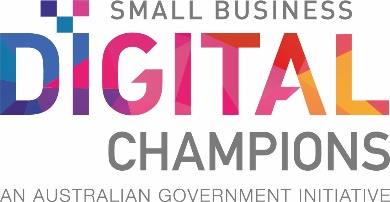 SMALL BUSINESS
DIGITAL
CHAMPIONS
AN AUSTRALIAN GOVERNMENT INITIATIVE